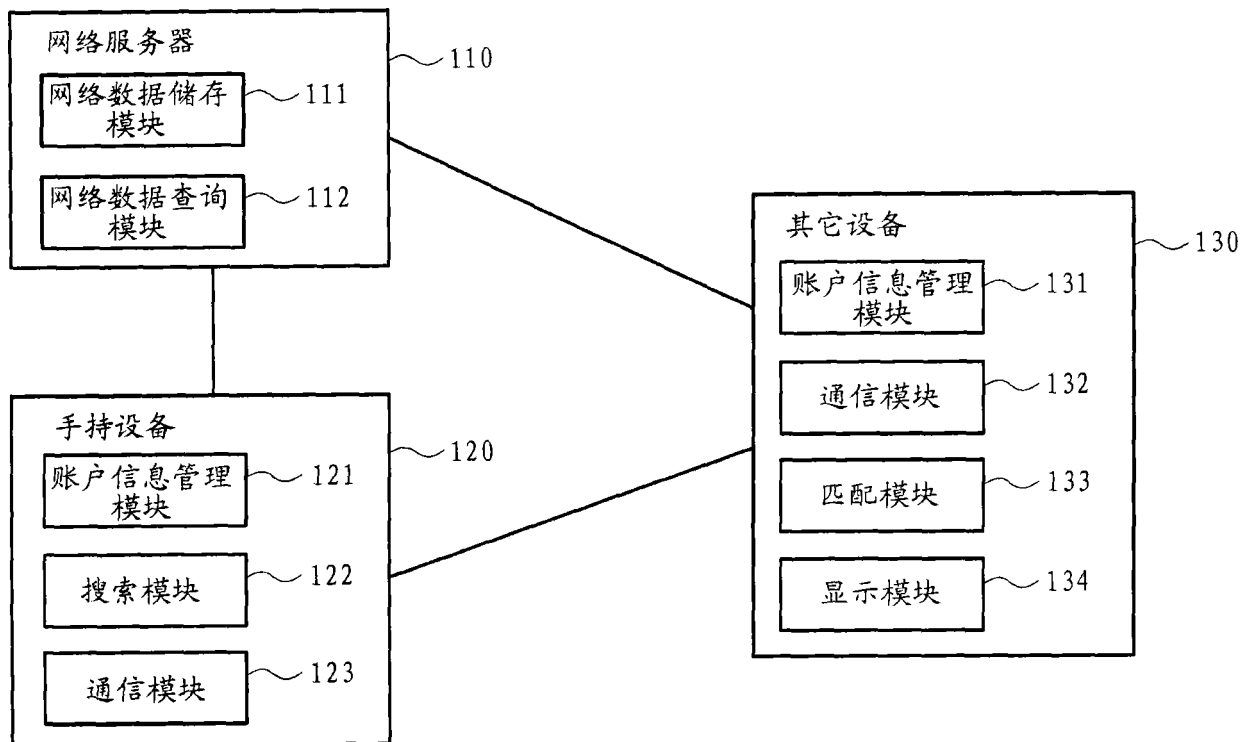 网络服务器
110
网络数据储存
模块
111
网络数据查询
模块
112
手持设备
120
账户信息管理
模块
121
搜索模块
122
通信模块
123
其它设备
130
账户信息管理
模块
131
通信模块
132
匹配模块
133
显示模块
134